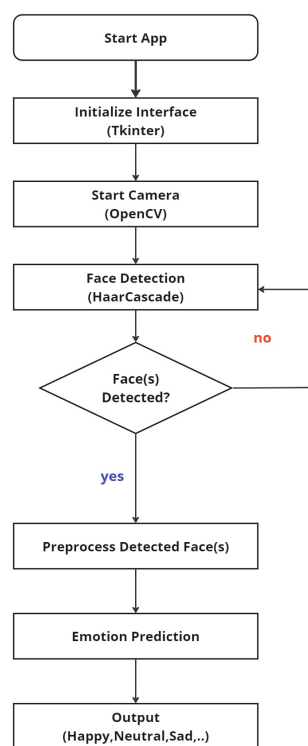 Start App
Initialize Interface
(Tkinter)
Start Camera
(OpenCV)
Face Detection
(HaarCascade)
no
Face(s)
Detected?
yes
Preprocess Detected Face(s)
Emotion Prediction
Output
(Happy,Neutral,Sad,..)